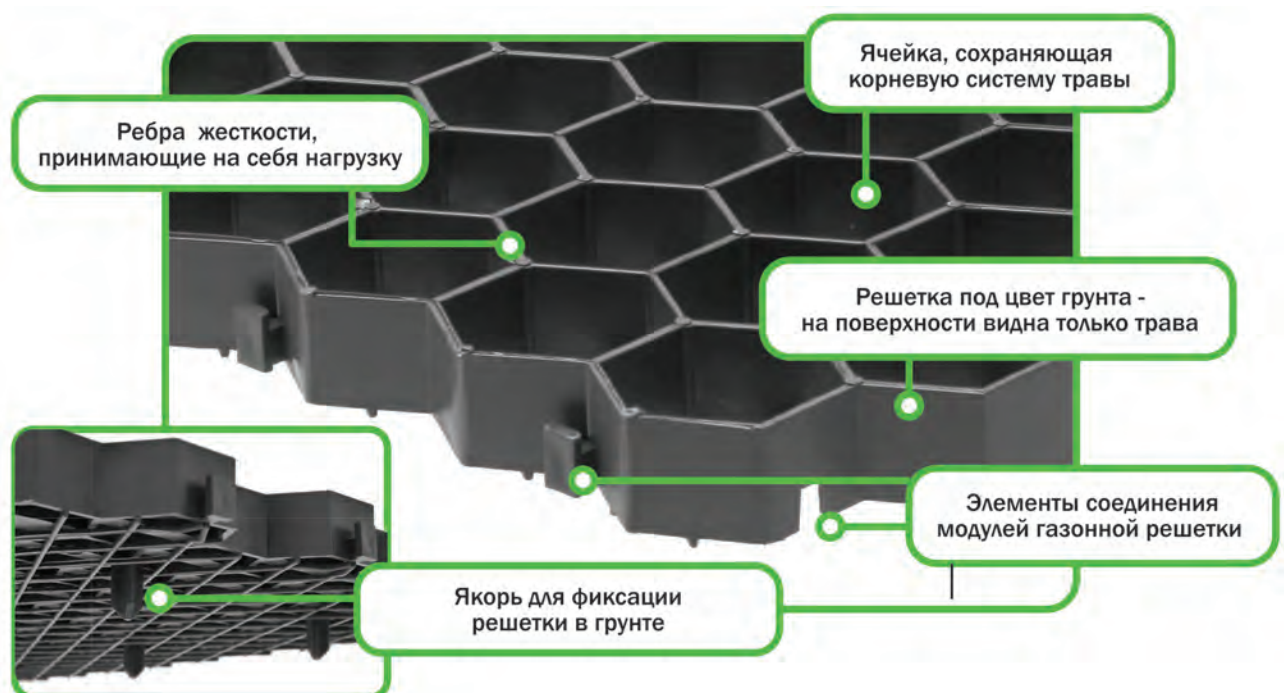 Ячейка, сохраняющая
корневую систему травы
Ребра жесткости,
принимающие на себя нагрузку
Решетка под цвет грунта -
на поверхности видна только трава
Элементы соединения
модулей газонной решетки
Якорь для фиксации
решетки в грунте